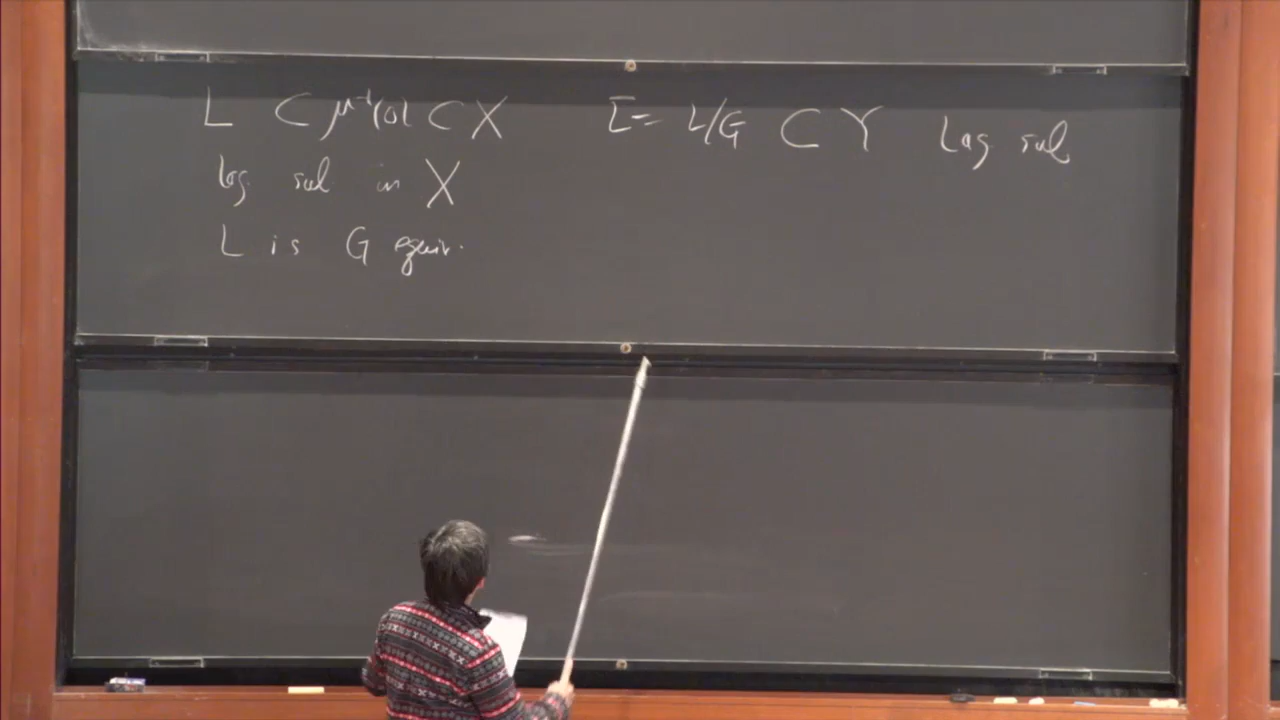 L ⊂ μ⁻¹(0) ⊂ X
Lag. sub in X
L is G equiv.
L̄ = L/G ⊂ Y Lag sub